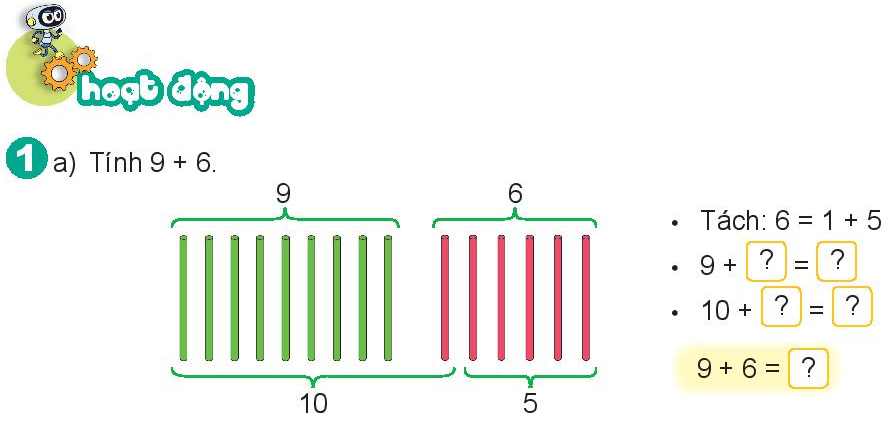 hoạt động
1 a) Tính 9 + 6.
9 6
10 5
• Tách: 6 = 1 + 5
• 9 + ? = ?
• 10 + ? = ?
9 + 6 = ?